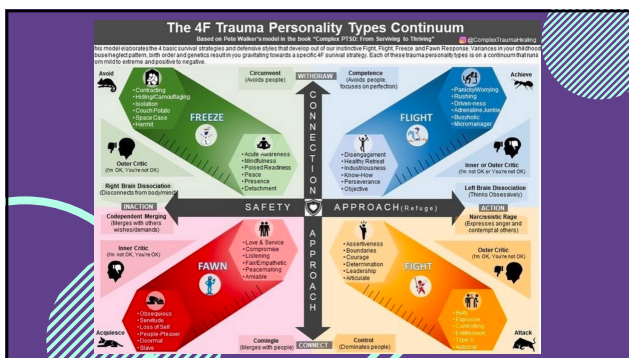 The 4F Trauma Personality Types Continuum
Based on Pete Walker's model in the book "Complex PTSD: From Surviving to Thriving"
@ComplexTraumaHealing
his model elaborates the 4 basic survival strategies and defensive styles that develop out of our instinctive Fight, Flight, Freeze and Fawn Response. Variances in your childhood
buse/neglect pattern, birth order and genetics result in you gravitating towards a specific 4F survival strategy. Each of these trauma personality types is on a continuum that runs
om mild to extreme and positive to negative.
Avoid
• Contracting
• Hiding/Camouflaging
• Isolation
• Couch Potato
• Space Case
• Hermit
FREEZE
• Acute Awareness
• Mindfulness
• Poised Readiness
• Peace
• Presence
• Detachment
Outer Critic
(I'm OK, You're not OK)
Right Brain Dissociation
(Disconnects from body/mind)
INACTION
Circumvent
(Avoids people)
WITHDRAW
Competence
(Avoids people,
focuses on perfection)
CONNECTION
Achieve
• Panicky/Worrying
• Rushing
• Driven-ness
• Adrenaline Junkie
• Busyholic
• Micromanager
FLIGHT
• Disengagement
• Healthy Retreat
• Industriousness
• Know-How
• Perseverance
• Objective
Inner or Outer Critic
(I'm not OK or You're not OK)
Left Brain Dissociation
(Thinks Obsessively)
ACTION
SAFETY
APPROACH (Refuge)
Codependent Merging
(Merges with others
wishes/demands)
Inner Critic
(I'm not OK, You're OK)
FAWN
• Love & Service
• Compromise
• Listening
• Fair/Empathetic
• Peacemaking
• Amiable
• Obsequious
• Servitude
• Loss of Self
• People-Pleaser
• Doormat
• Slave
Acquiesce
APPROACH
Comingle
(Merges with people)
CONNECT
Control
(Dominates people)
Narcissistic Rage
(Expresses anger and
contempt at others)
• Assertiveness
• Boundaries
• Courage
• Determination
• Leadership
• Articulate
FIGHT
Outer Critic
(I'm OK, You're not OK)
• Bully
• Explosive
• Controlling
• Entitlement
• Type A
Attack